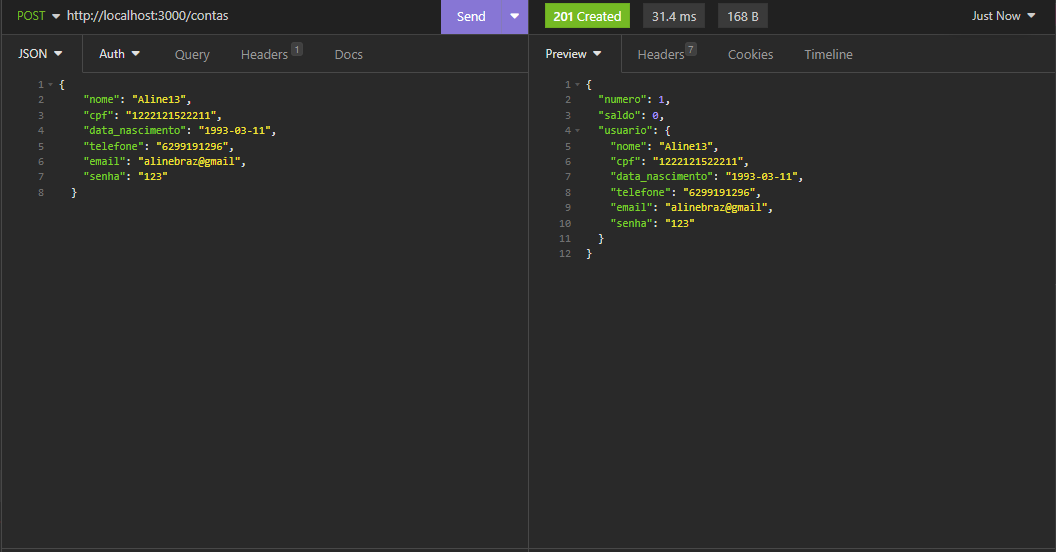 POST http://localhost:3000/contas Send 201 Created 31.4 ms 168 B Just Now
JSON Auth Query Headers 1 Docs
Preview Headers 7 Cookies Timeline
1 {
2 "nome": "Aline13",
3 "cpf": "1222121522211",
4 "data_nascimento": "1993-03-11",
5 "telefone": "6299191296",
6 "email": "alinebraz@gmail",
7 "senha": "123"
8 }
1 {
2 "numero": 1,
3 "saldo": 0,
4 "usuario": {
5 "nome": "Aline13",
6 "cpf": "1222121522211",
7 "data_nascimento": "1993-03-11",
8 "telefone": "6299191296",
9 "email": "alinebraz@gmail",
10 "senha": "123"
11 }
12 }